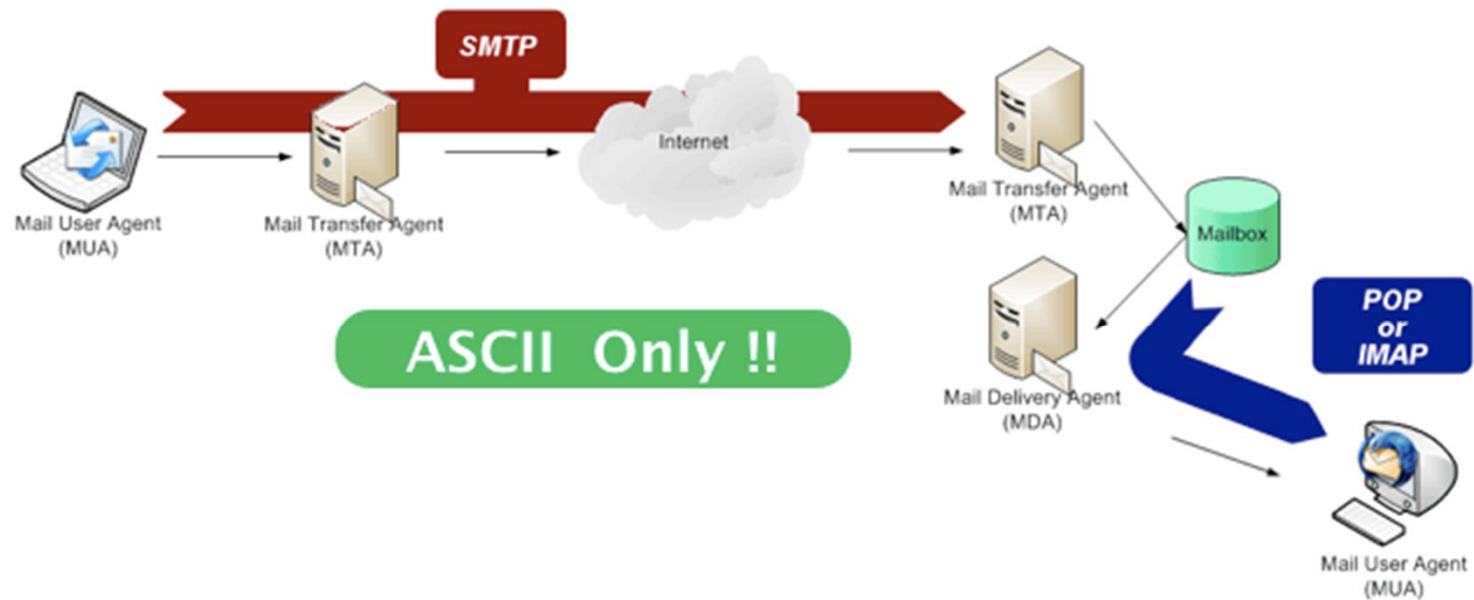 SMTP
Internet
Mail User Agent
(MUA)
Mail Transfer Agent
(MTA)
Mail Transfer Agent
(MTA)
Mailbox
ASCII Only !!
Mail Delivery Agent
(MDA)
POP
or
IMAP
Mail User Agent
(MUA)